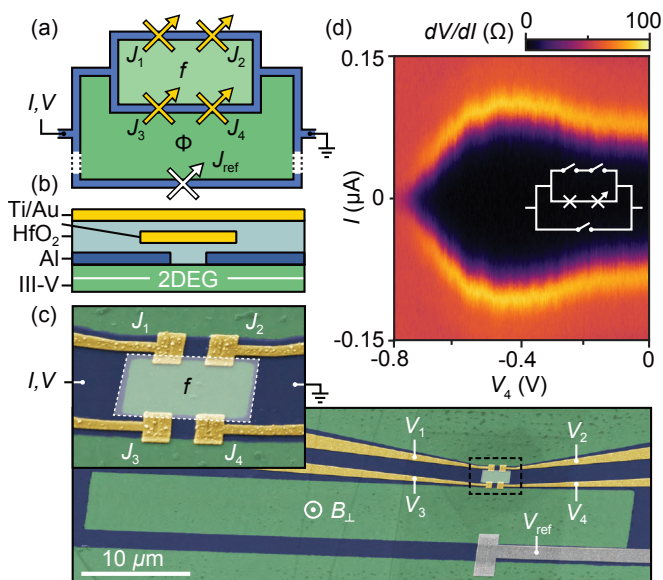 (a)
J1
J2
f
J3
J4
I,V
Φ
Jref
(b)
Ti/Au
HfO2
Al
III-V
2DEG
(c)
J1
J2
I,V
f
J3
J4
(d)
dV/dI (Ω)
0
100
0.15
I (µA)
0
-0.15
-0.8
-0.4
0
V4 (V)
V1
V2
V3
V4
B⊥
Vref
10 µm